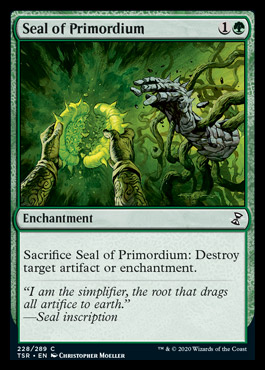 Seal of Primordium 1
Enchantment
Sacrifice Seal of Primordium: Destroy
target artifact or enchantment.
“I am the simplifier, the root that drags
all artifice to earth.”
—Seal inscription
228/289 C
TSR • EN Christopher Moeller
™ & © 2020 Wizards of the Coast